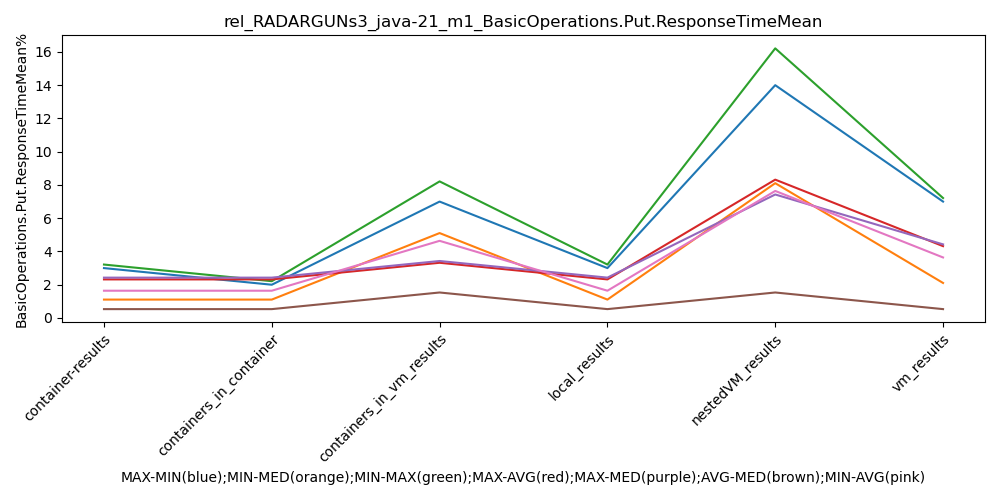 rel_RADARGUNs3_java-21_m1_BasicOperations.Put.ResponseTimeMean
BasicOperations.Put.ResponseTimeMean%
16
14
12
10
8
6
4
2
0
container-results
containers_in_container
containers_in_vm_results
local_results
nestedVM_results
vm_results
MAX-MIN(blue);MIN-MED(orange);MIN-MAX(green);MAX-AVG(red);MAX-MED(purple);AVG-MED(brown);MIN-AVG(pink)